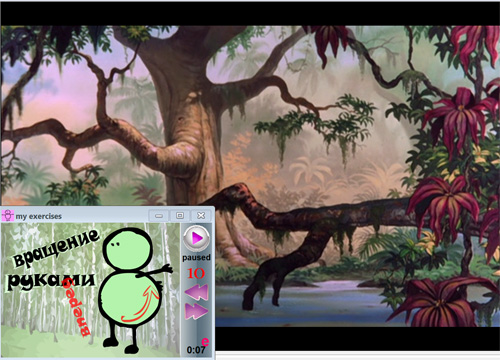 my exercises
вращение
руками
вперед
paused
10
e
0:07